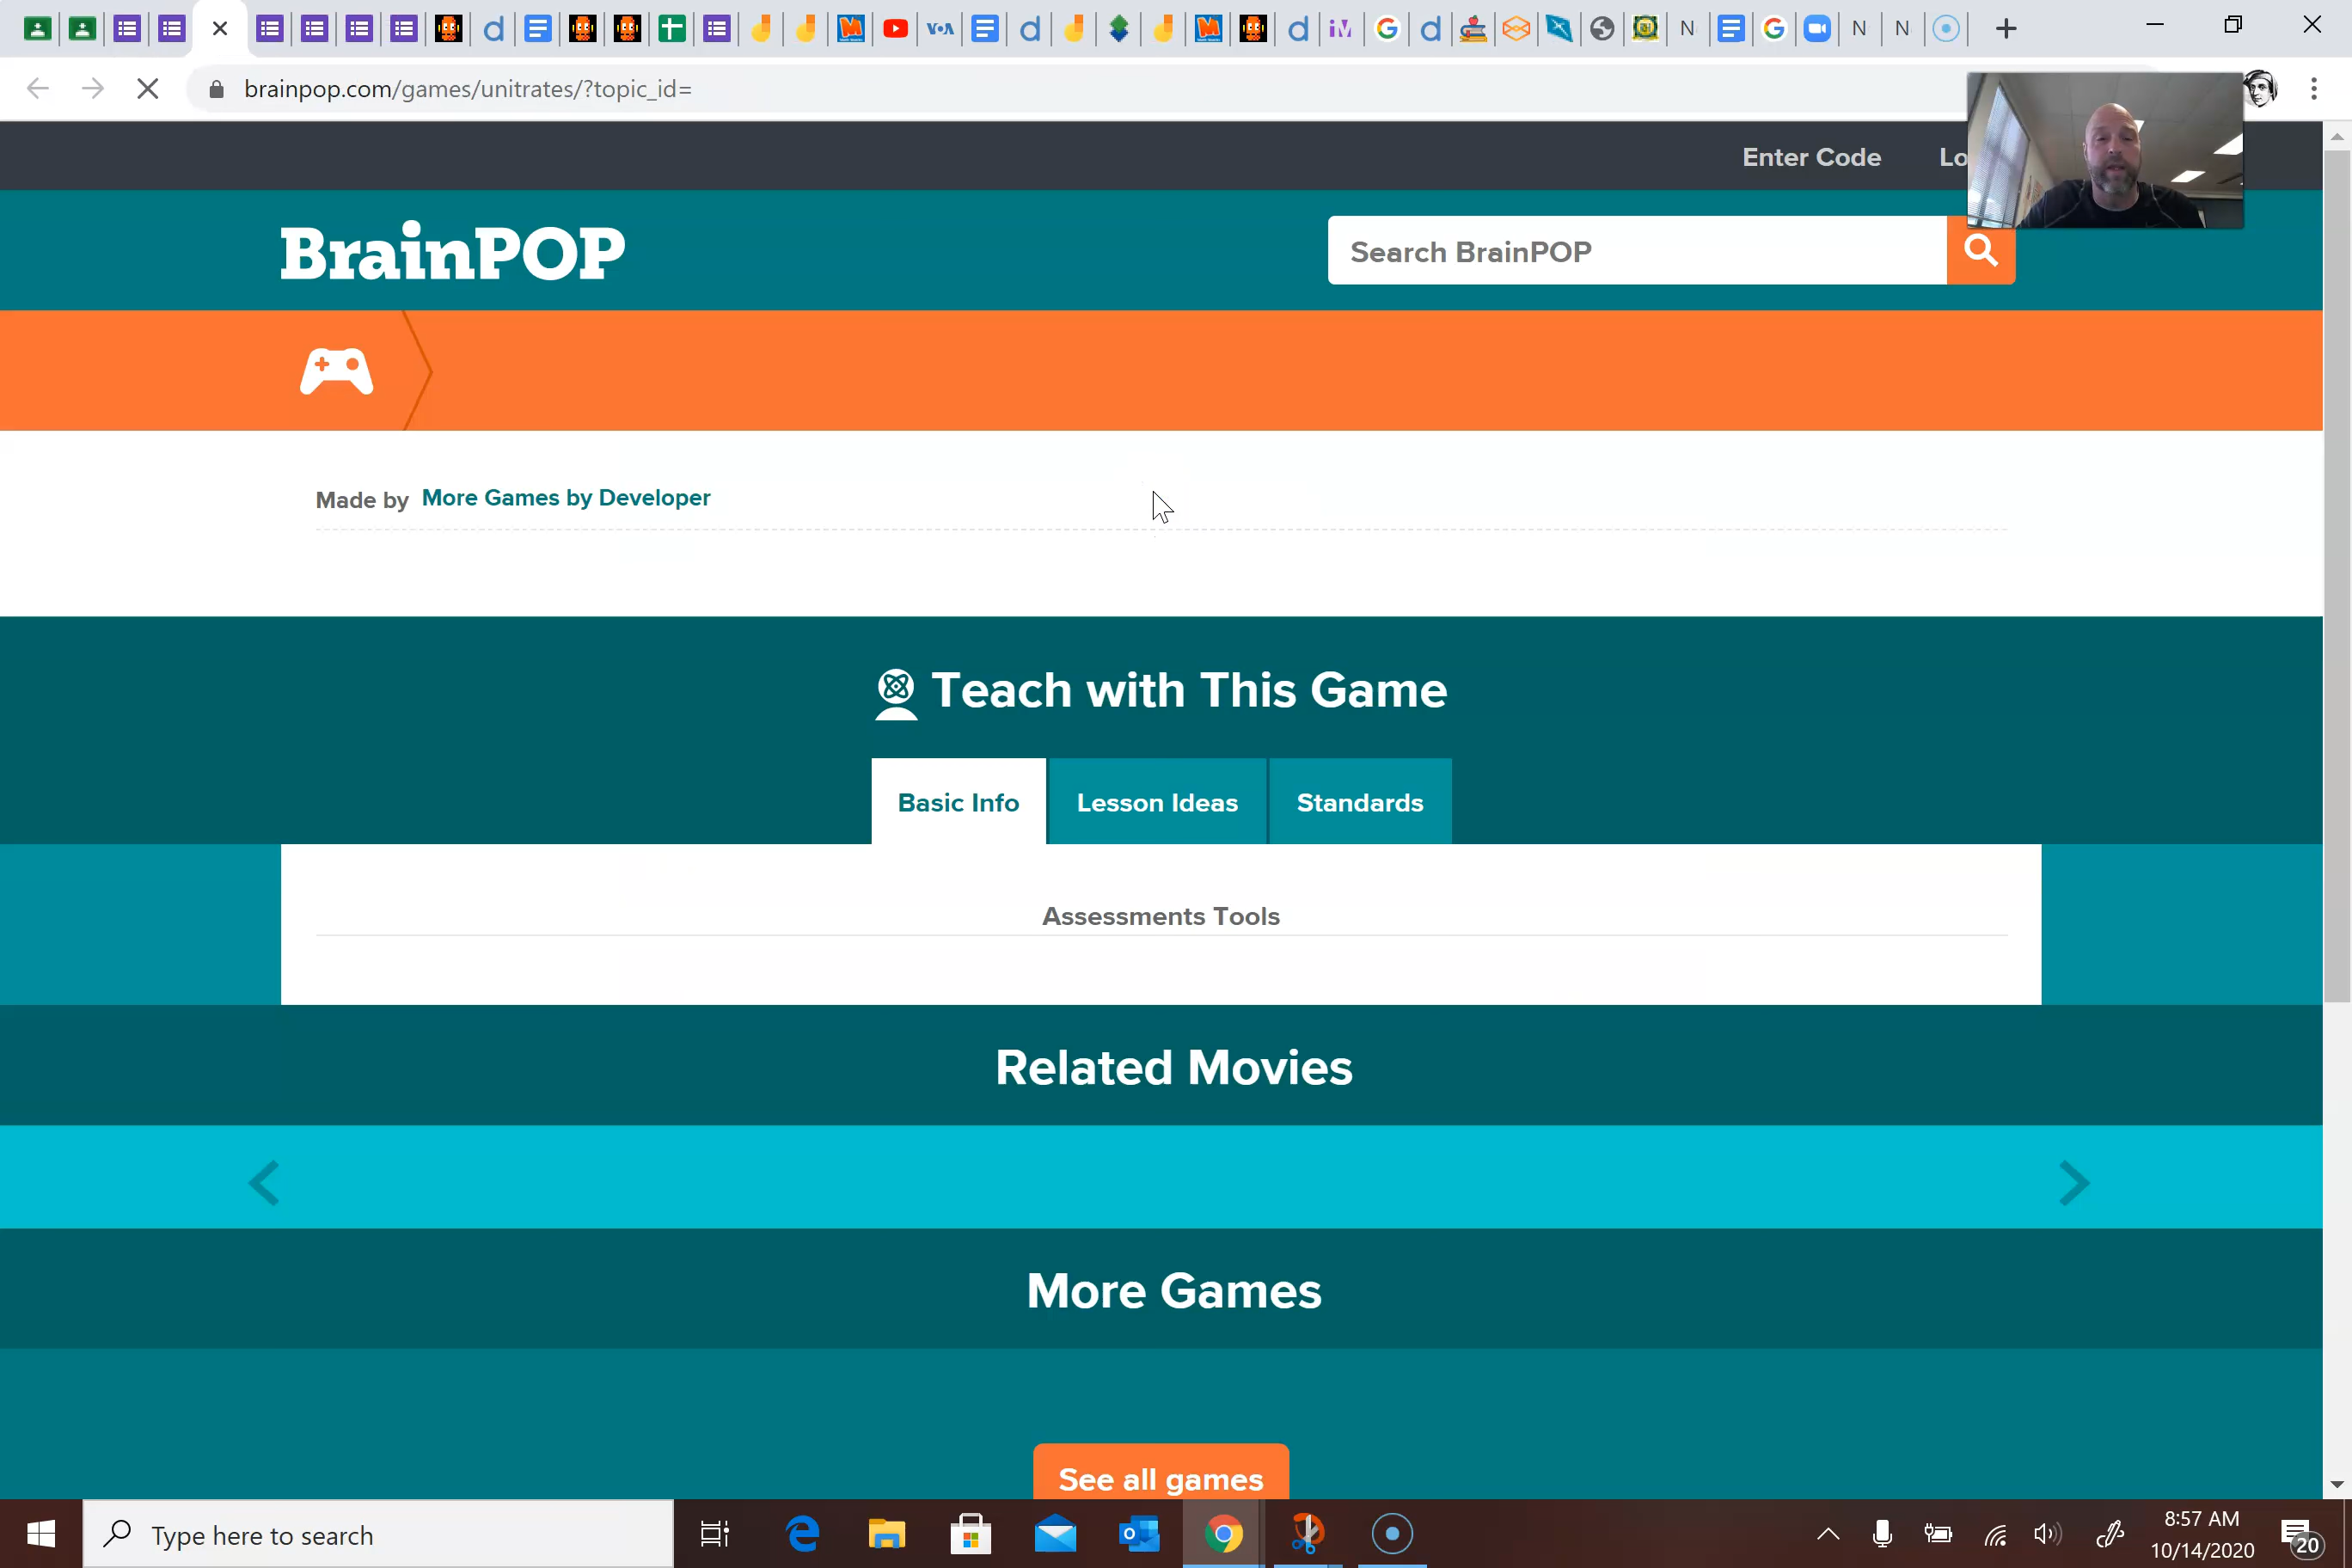 brainpop.com/games/unitrates/?topic_id=
Enter Code
Lo
BrainPOP
Search BrainPOP
Made by More Games by Developer
Teach with This Game
Basic Info
Lesson Ideas
Standards
Assessments Tools
Related Movies
More Games
See all games
Type here to search
8:57 AM
10/14/2020
20